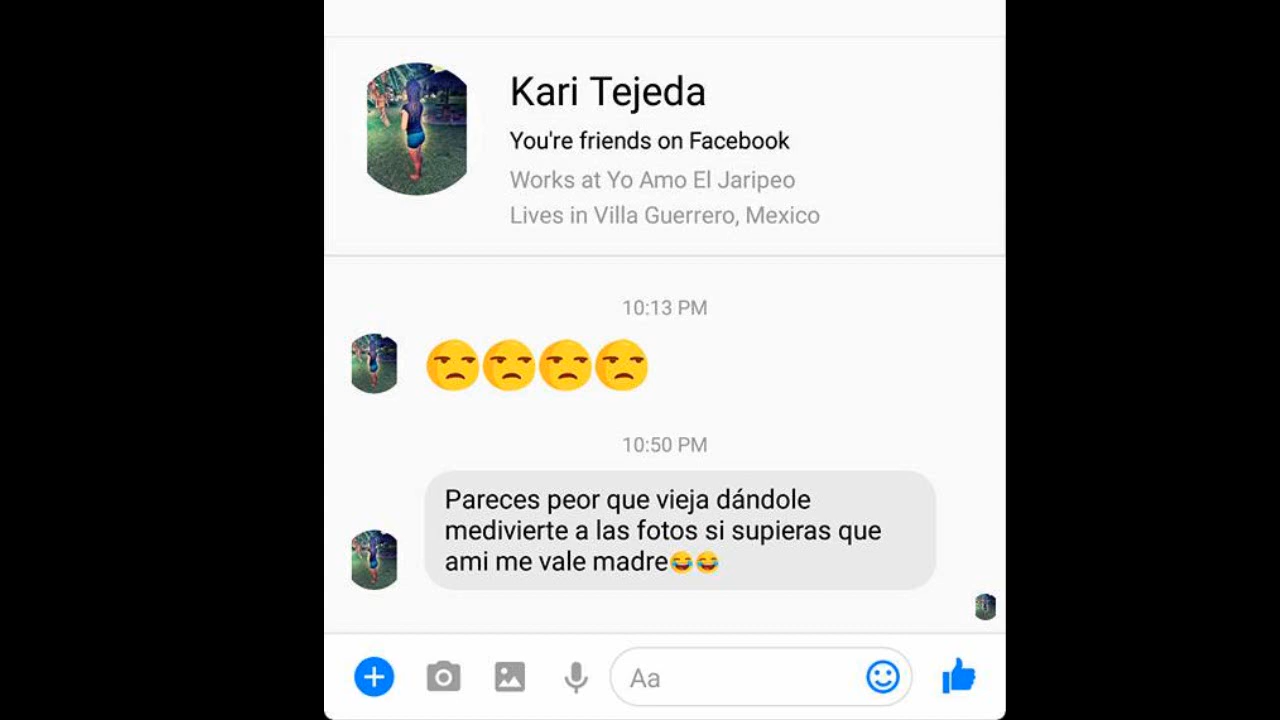 Kari Tejeda
You're friends on Facebook
Works at Yo Amo El Jaripeo
Lives in Villa Guerrero, Mexico
10:13 PM
😒😒😒😒
10:50 PM
Pareces peor que vieja dándole
medivierte a las fotos si supieras que
ami me vale madre😂😂
Aa